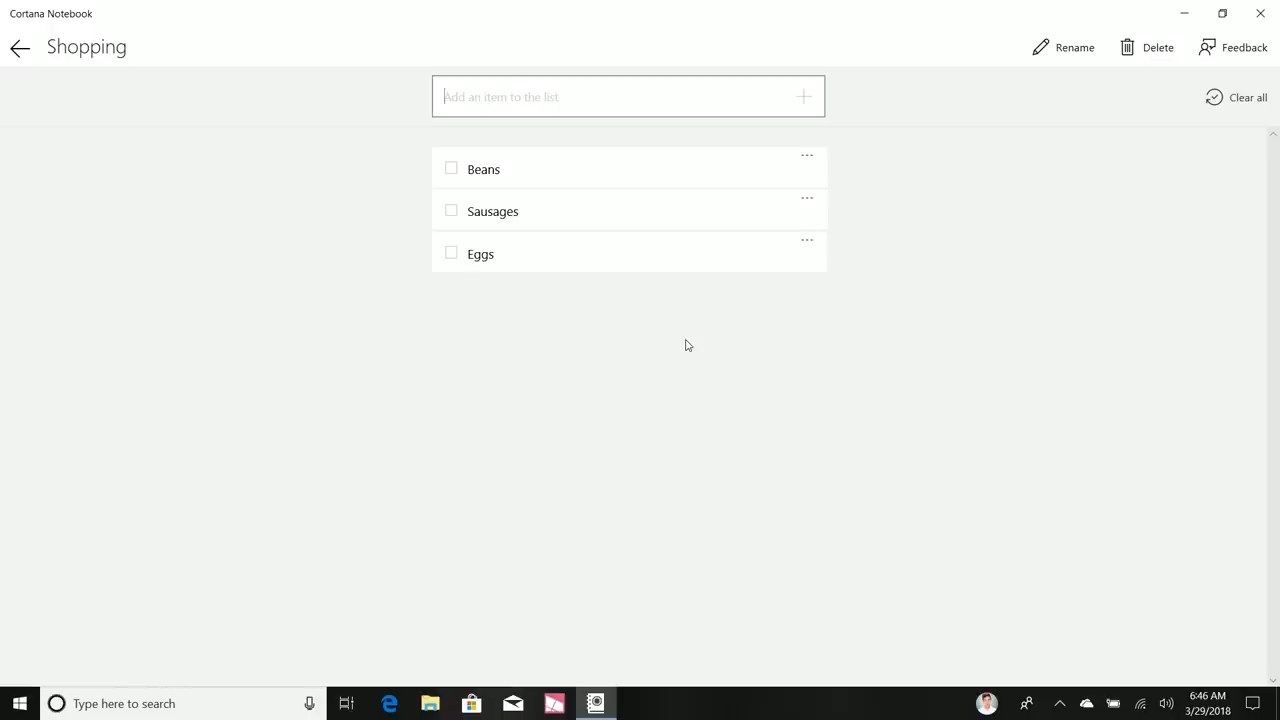 Cortana Notebook
Shopping
Rename
Delete
Feedback
Add an item to the list
Clear all
Beans
Sausages
Eggs
Type here to search
6:46 AM
3/29/2018